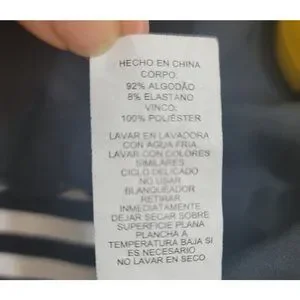 HECHO EN CHINA
CORPO:
92% ALGODÃO
8% ELASTANO
VINCO:
100% POLIÉSTER
LAVAR EN LAVADORA
CON AGUA FRIA.
LAVAR CON COLORES
SIMILARES
CICLO DELICADO
NO USAR
BLANQUEADOR
RETIRAR
INMEDIATAMENTE
DEJAR SECAR SOBRE
SUPERFICIE PLANA
PLANCHA A
TEMPERATURA BAJA SI
ES NECESARIO
NO LAVAR EN SECO